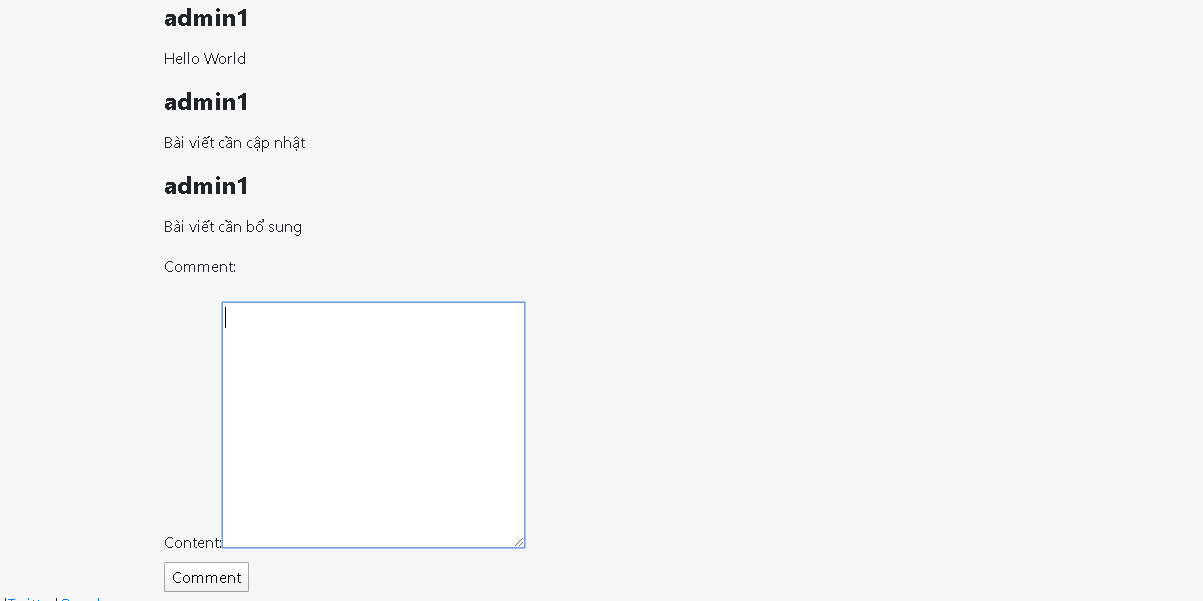 admin1
Hello World
admin1
Bài viết cần cập nhật
admin1
Bài viết cần bổ sung
Comment:
Content:
Comment